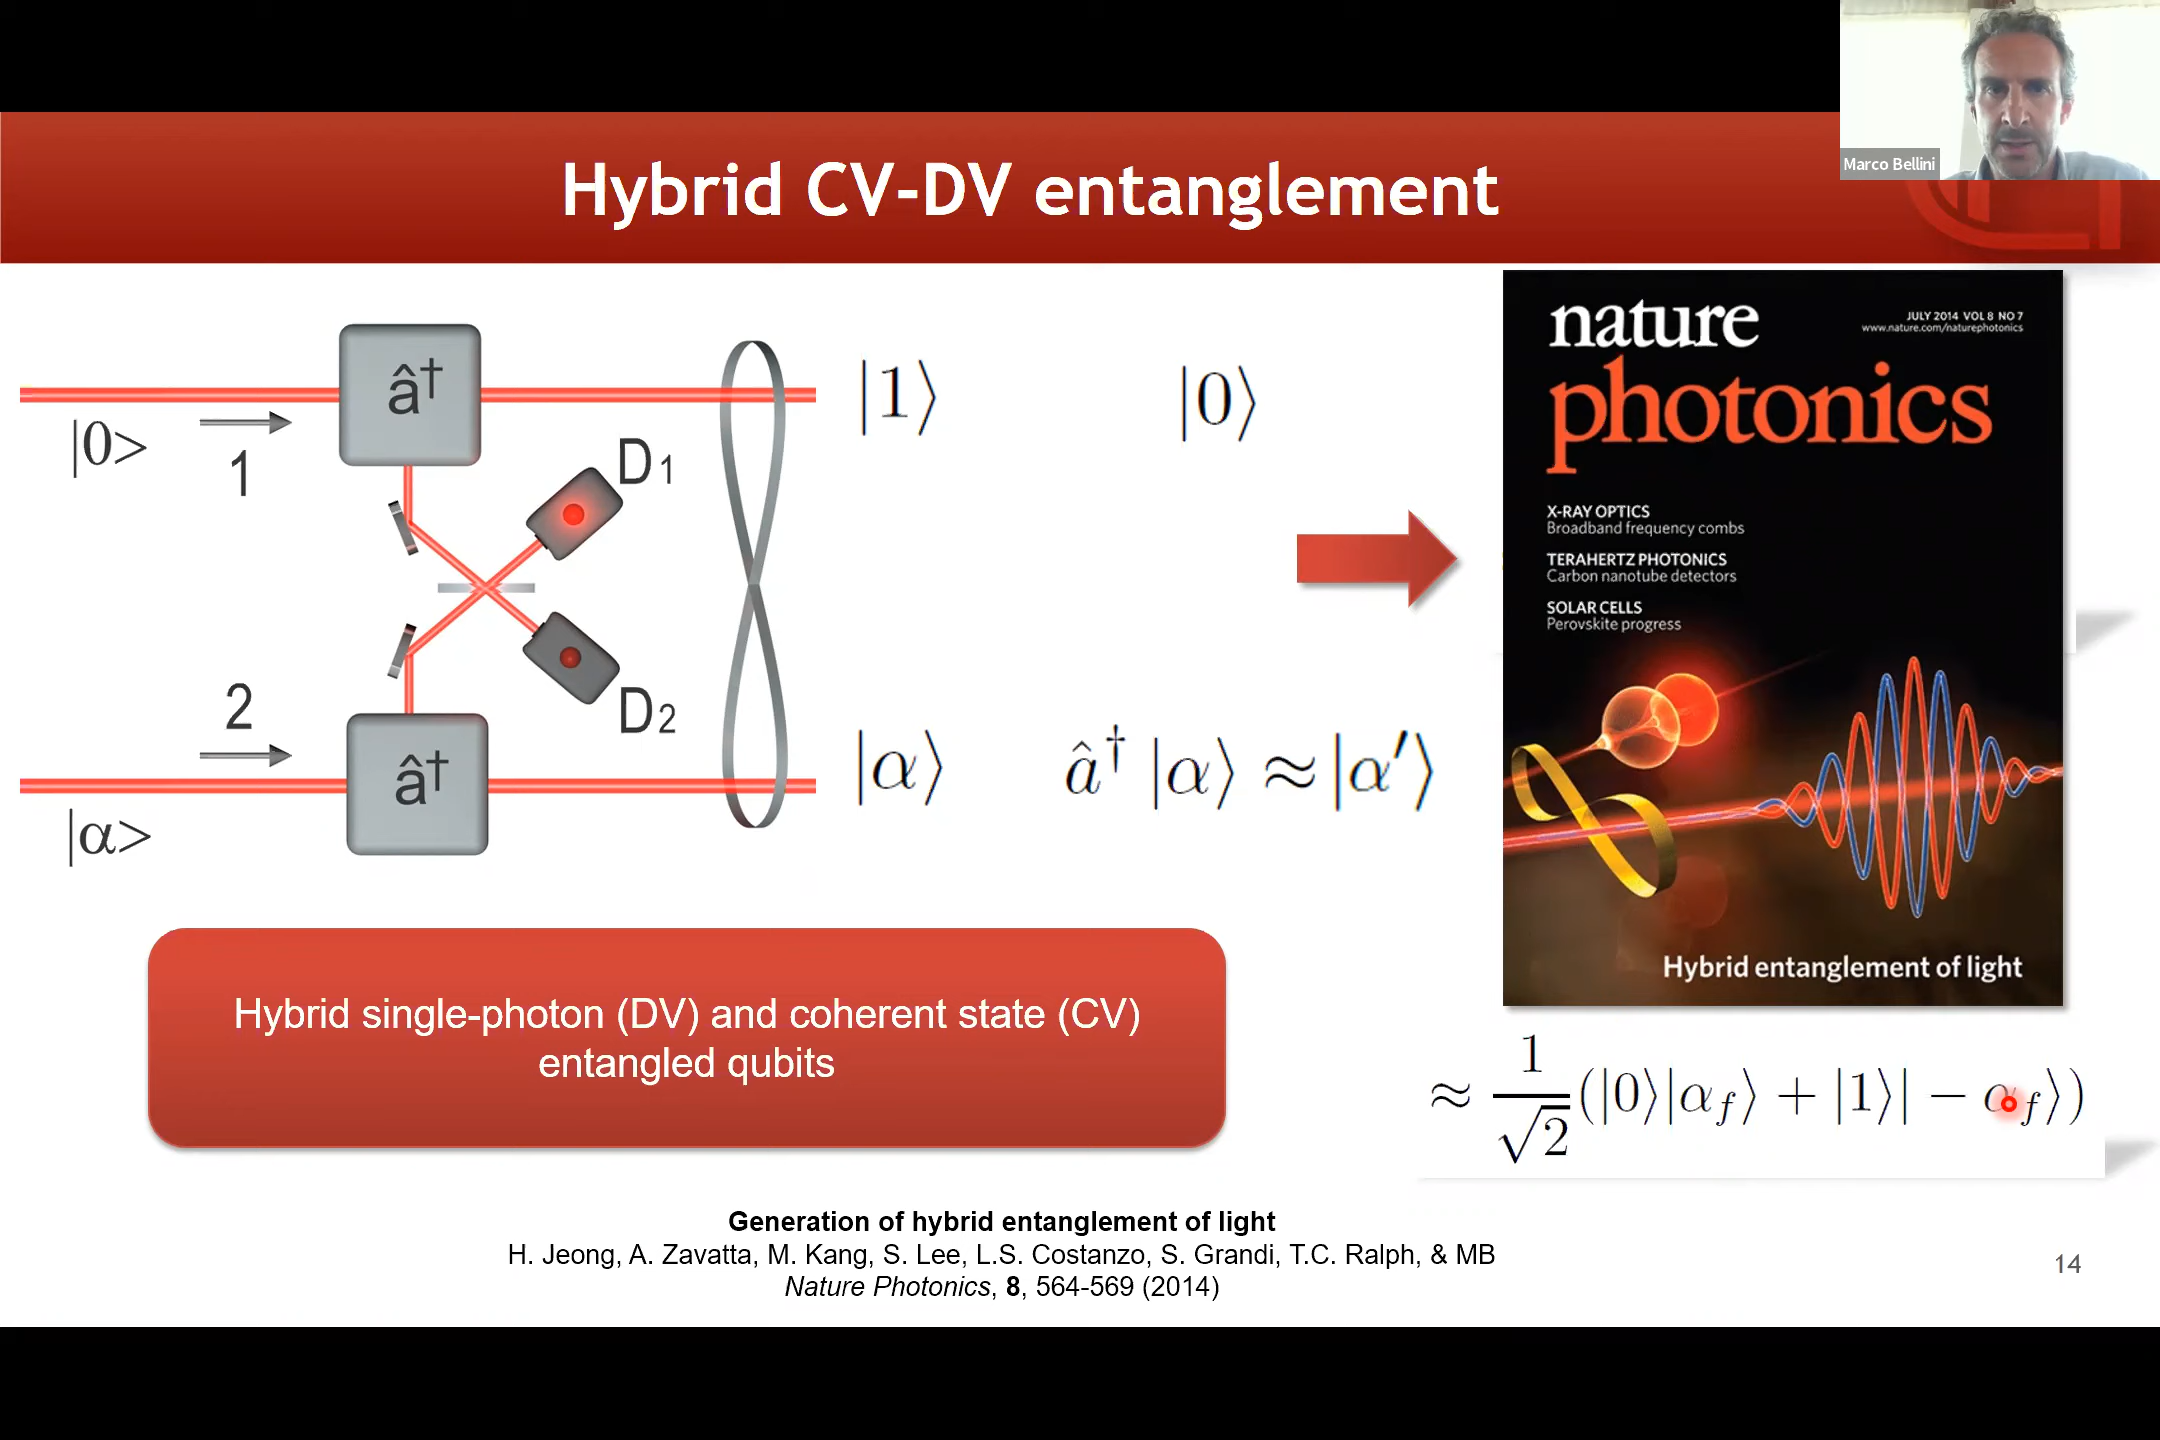 Marco Bellini
Hybrid CV-DV entanglement
â†
|0>
1
D1
|1⟩
|0⟩
2
D2
â†
|α>
|α⟩
â† |α⟩ ≈ |α′⟩
nature
photonics
JULY 2014 VOL 8 NO 7
www.nature.com/naturephotonics
X-RAY OPTICS
Broadband frequency combs
TERAHERTZ PHOTONICS
Carbon nanotube detectors
SOLAR CELLS
Perovskite progress
Hybrid entanglement of light
Hybrid single-photon (DV) and coherent state (CV)
entangled qubits
≈ 1/√2 (|0⟩|αf⟩ + |1⟩| − αf⟩)
Generation of hybrid entanglement of light
H. Jeong, A. Zavatta, M. Kang, S. Lee, L.S. Costanzo, S. Grandi, T.C. Ralph, & MB
Nature Photonics, 8, 564-569 (2014)
14